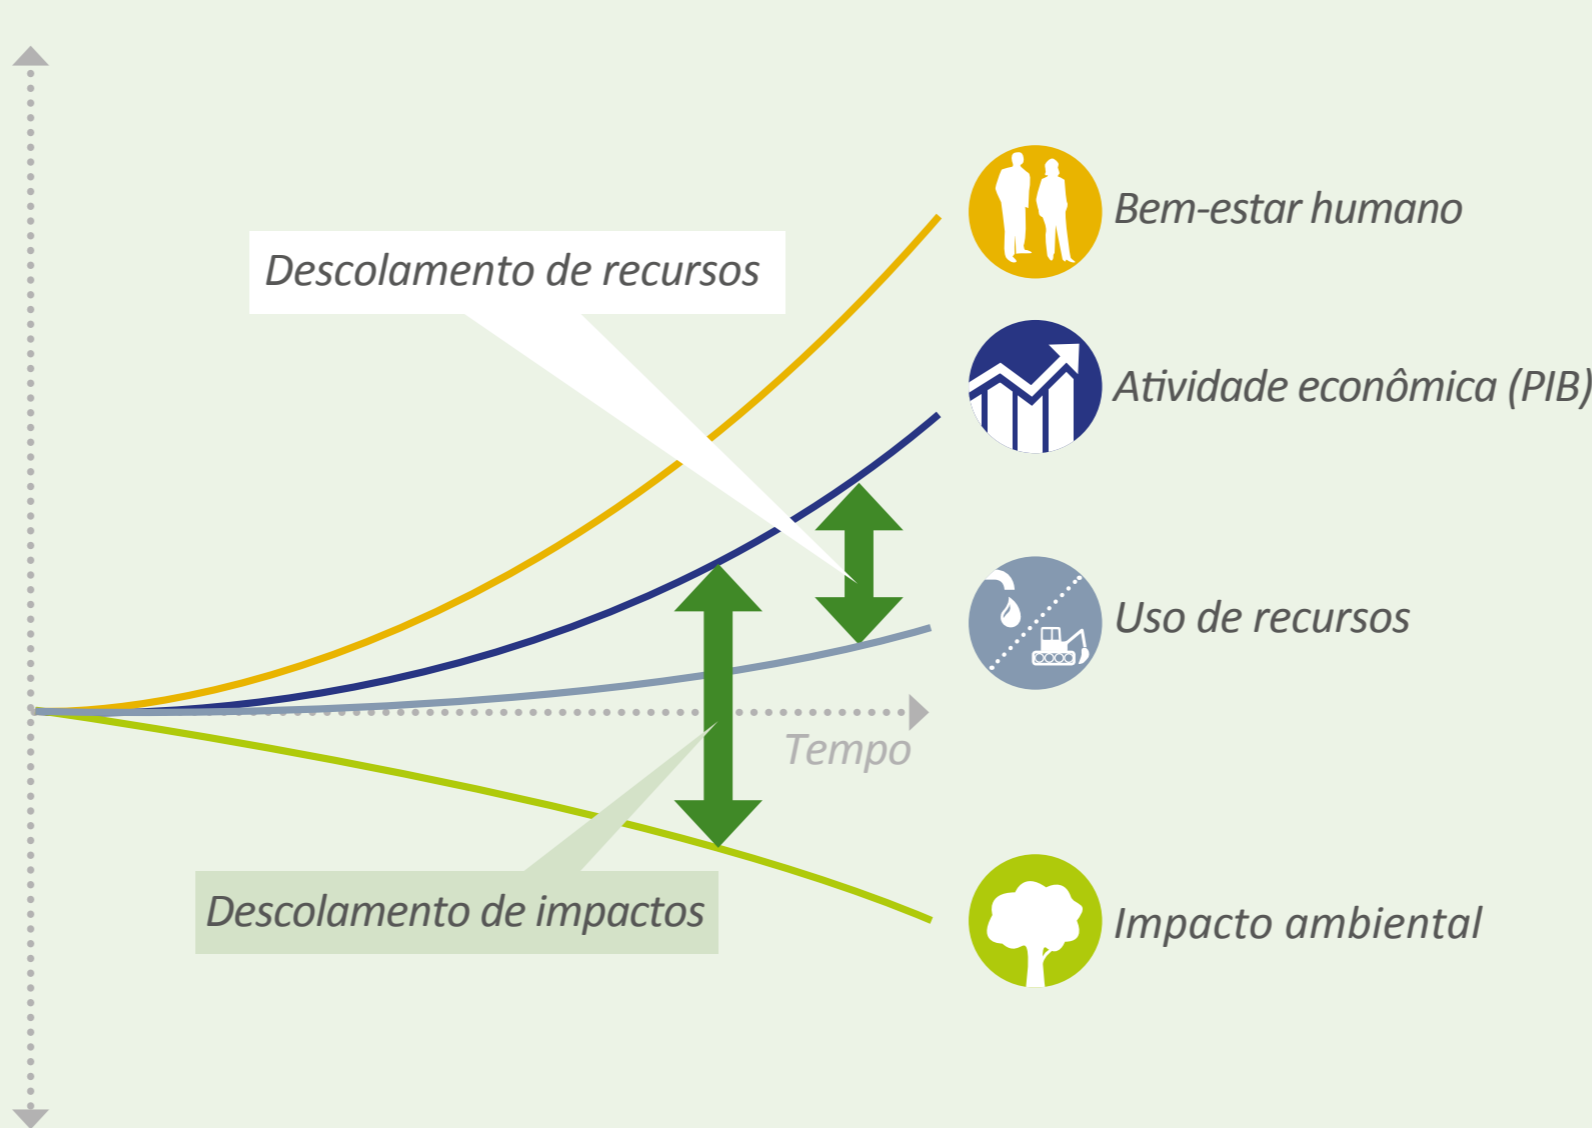 Bem-estar humano
Descolamento de recursos
Atividade econômica (PIB)
Uso de recursos
Tempo
Descolamento de impactos
Impacto ambiental